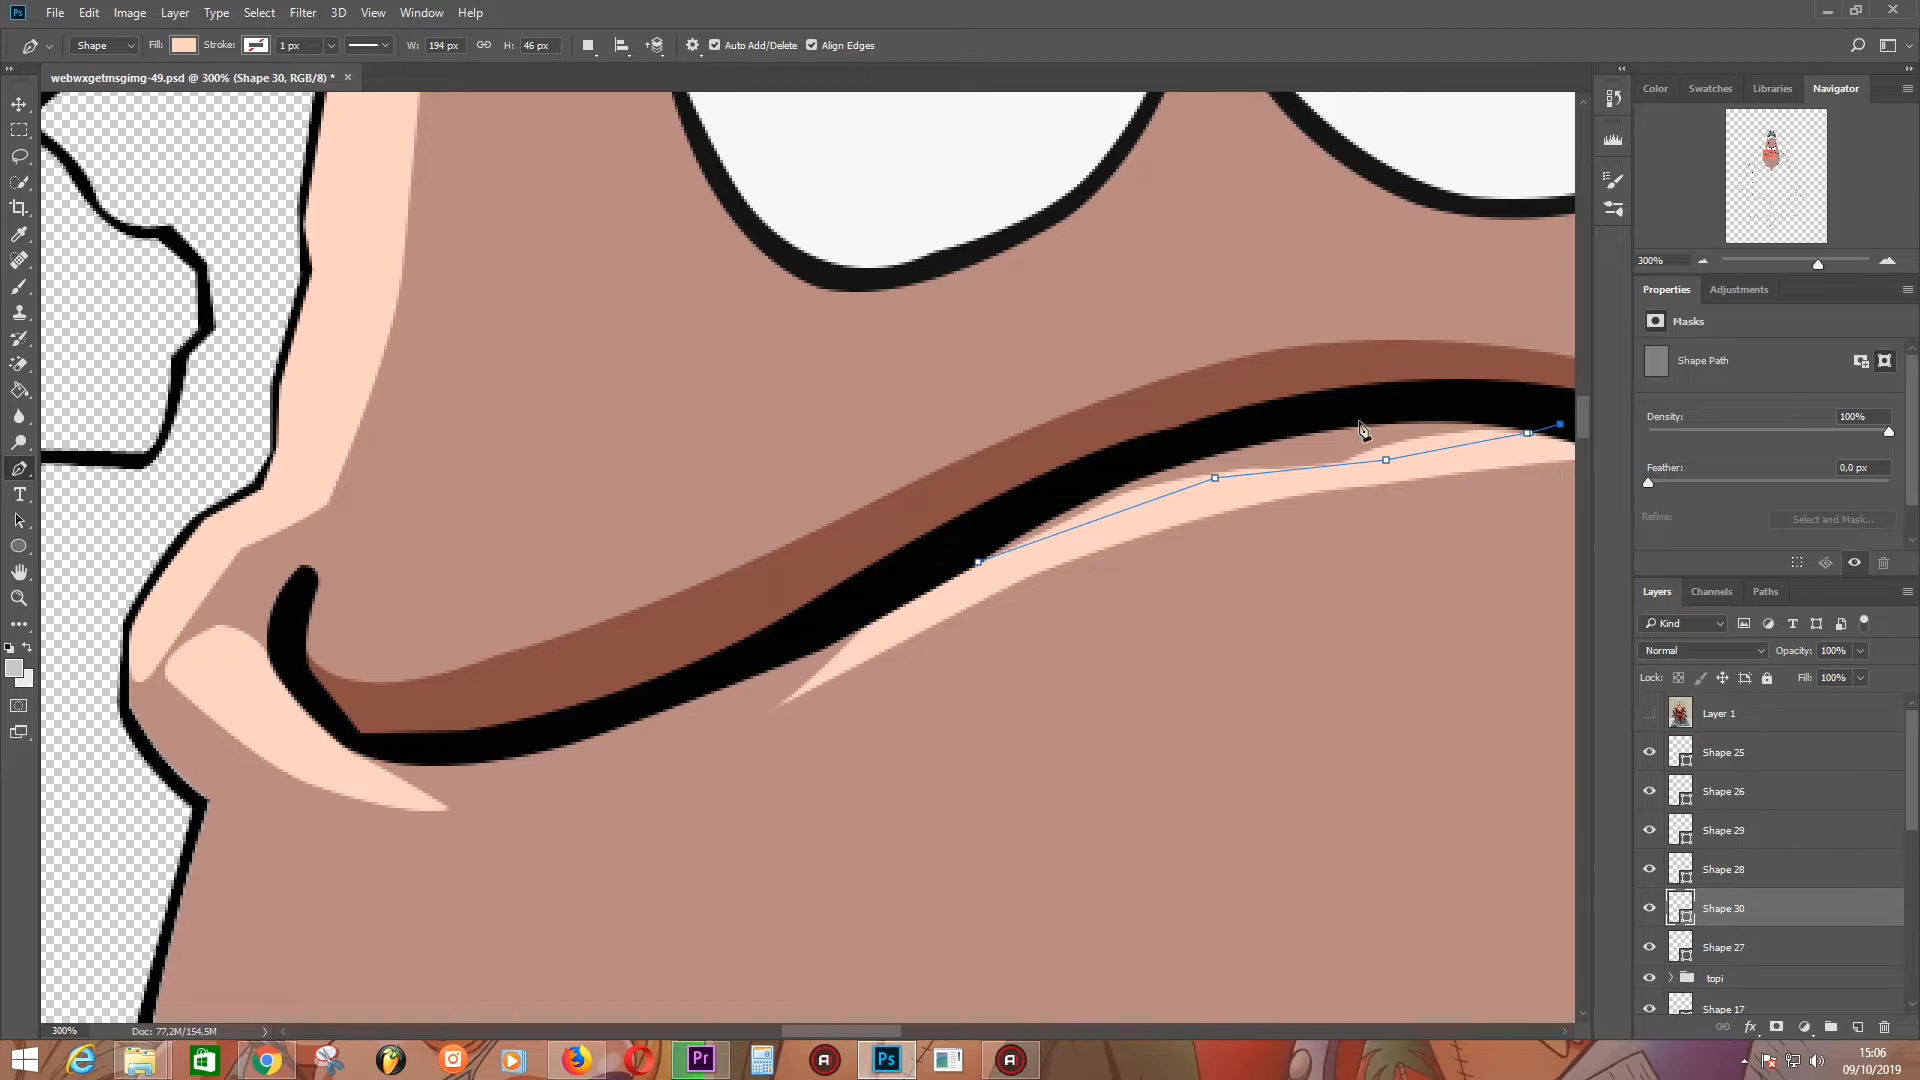 Ps File Edit Image Layer Type Select Filter 3D View Window Help
Shape Fill: Stroke: 1 px W: 194 px H: 46 px Auto Add/Delete Align Edges
webwxgetmsgimg-49.psd @ 300% (Shape 30, RGB/8) *
Color Swatches Libraries Navigator
300%
Properties Adjustments
Masks
Shape Path
Density: 100%
Feather: 0,0 px
Refine: Select and Mask...
Layers Channels Paths
Kind
Normal Opacity: 100%
Lock: Fill: 100%
Layer 1
Shape 25
Shape 26
Shape 29
Shape 28
Shape 30
Shape 27
topi
Shape 17
300% Doc: 77,2M/154,5M
Pr Ps
15:06
09/10/2019